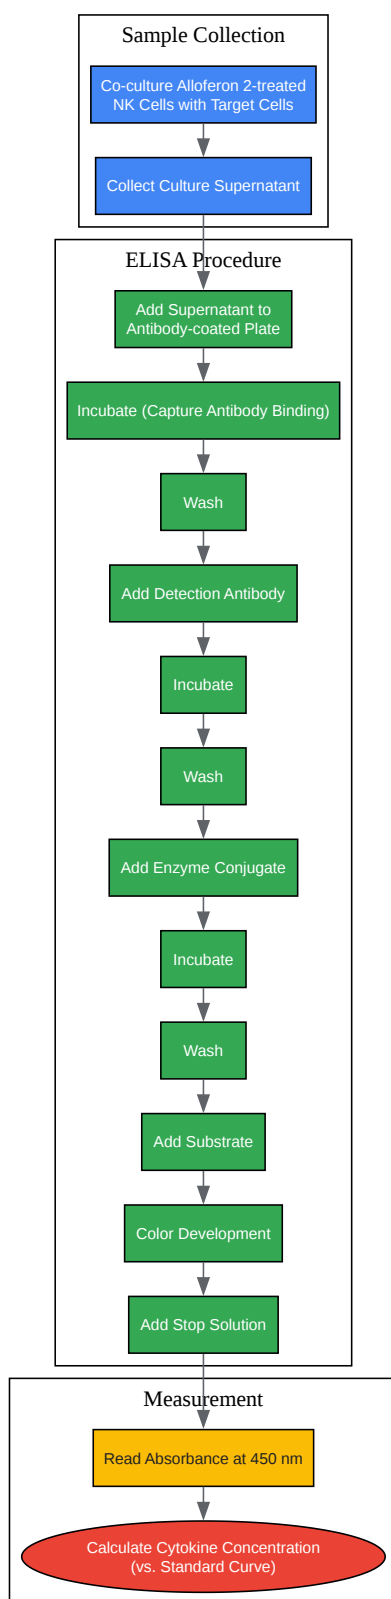 Sample Collection
Co-culture Alloferon 2-treated
NK Cells with Target Cells
Collect Culture Supernatant
ELISA Procedure
Add Supernatant to
Antibody-coated Plate
Incubate (Capture Antibody Binding)
Wash
Add Detection Antibody
Incubate
Wash
Add Enzyme Conjugate
Incubate
Wash
Add Substrate
Color Development
Add Stop Solution
Measurement
Read Absorbance at 450 nm
Calculate Cytokine Concentration
(vs. Standard Curve)